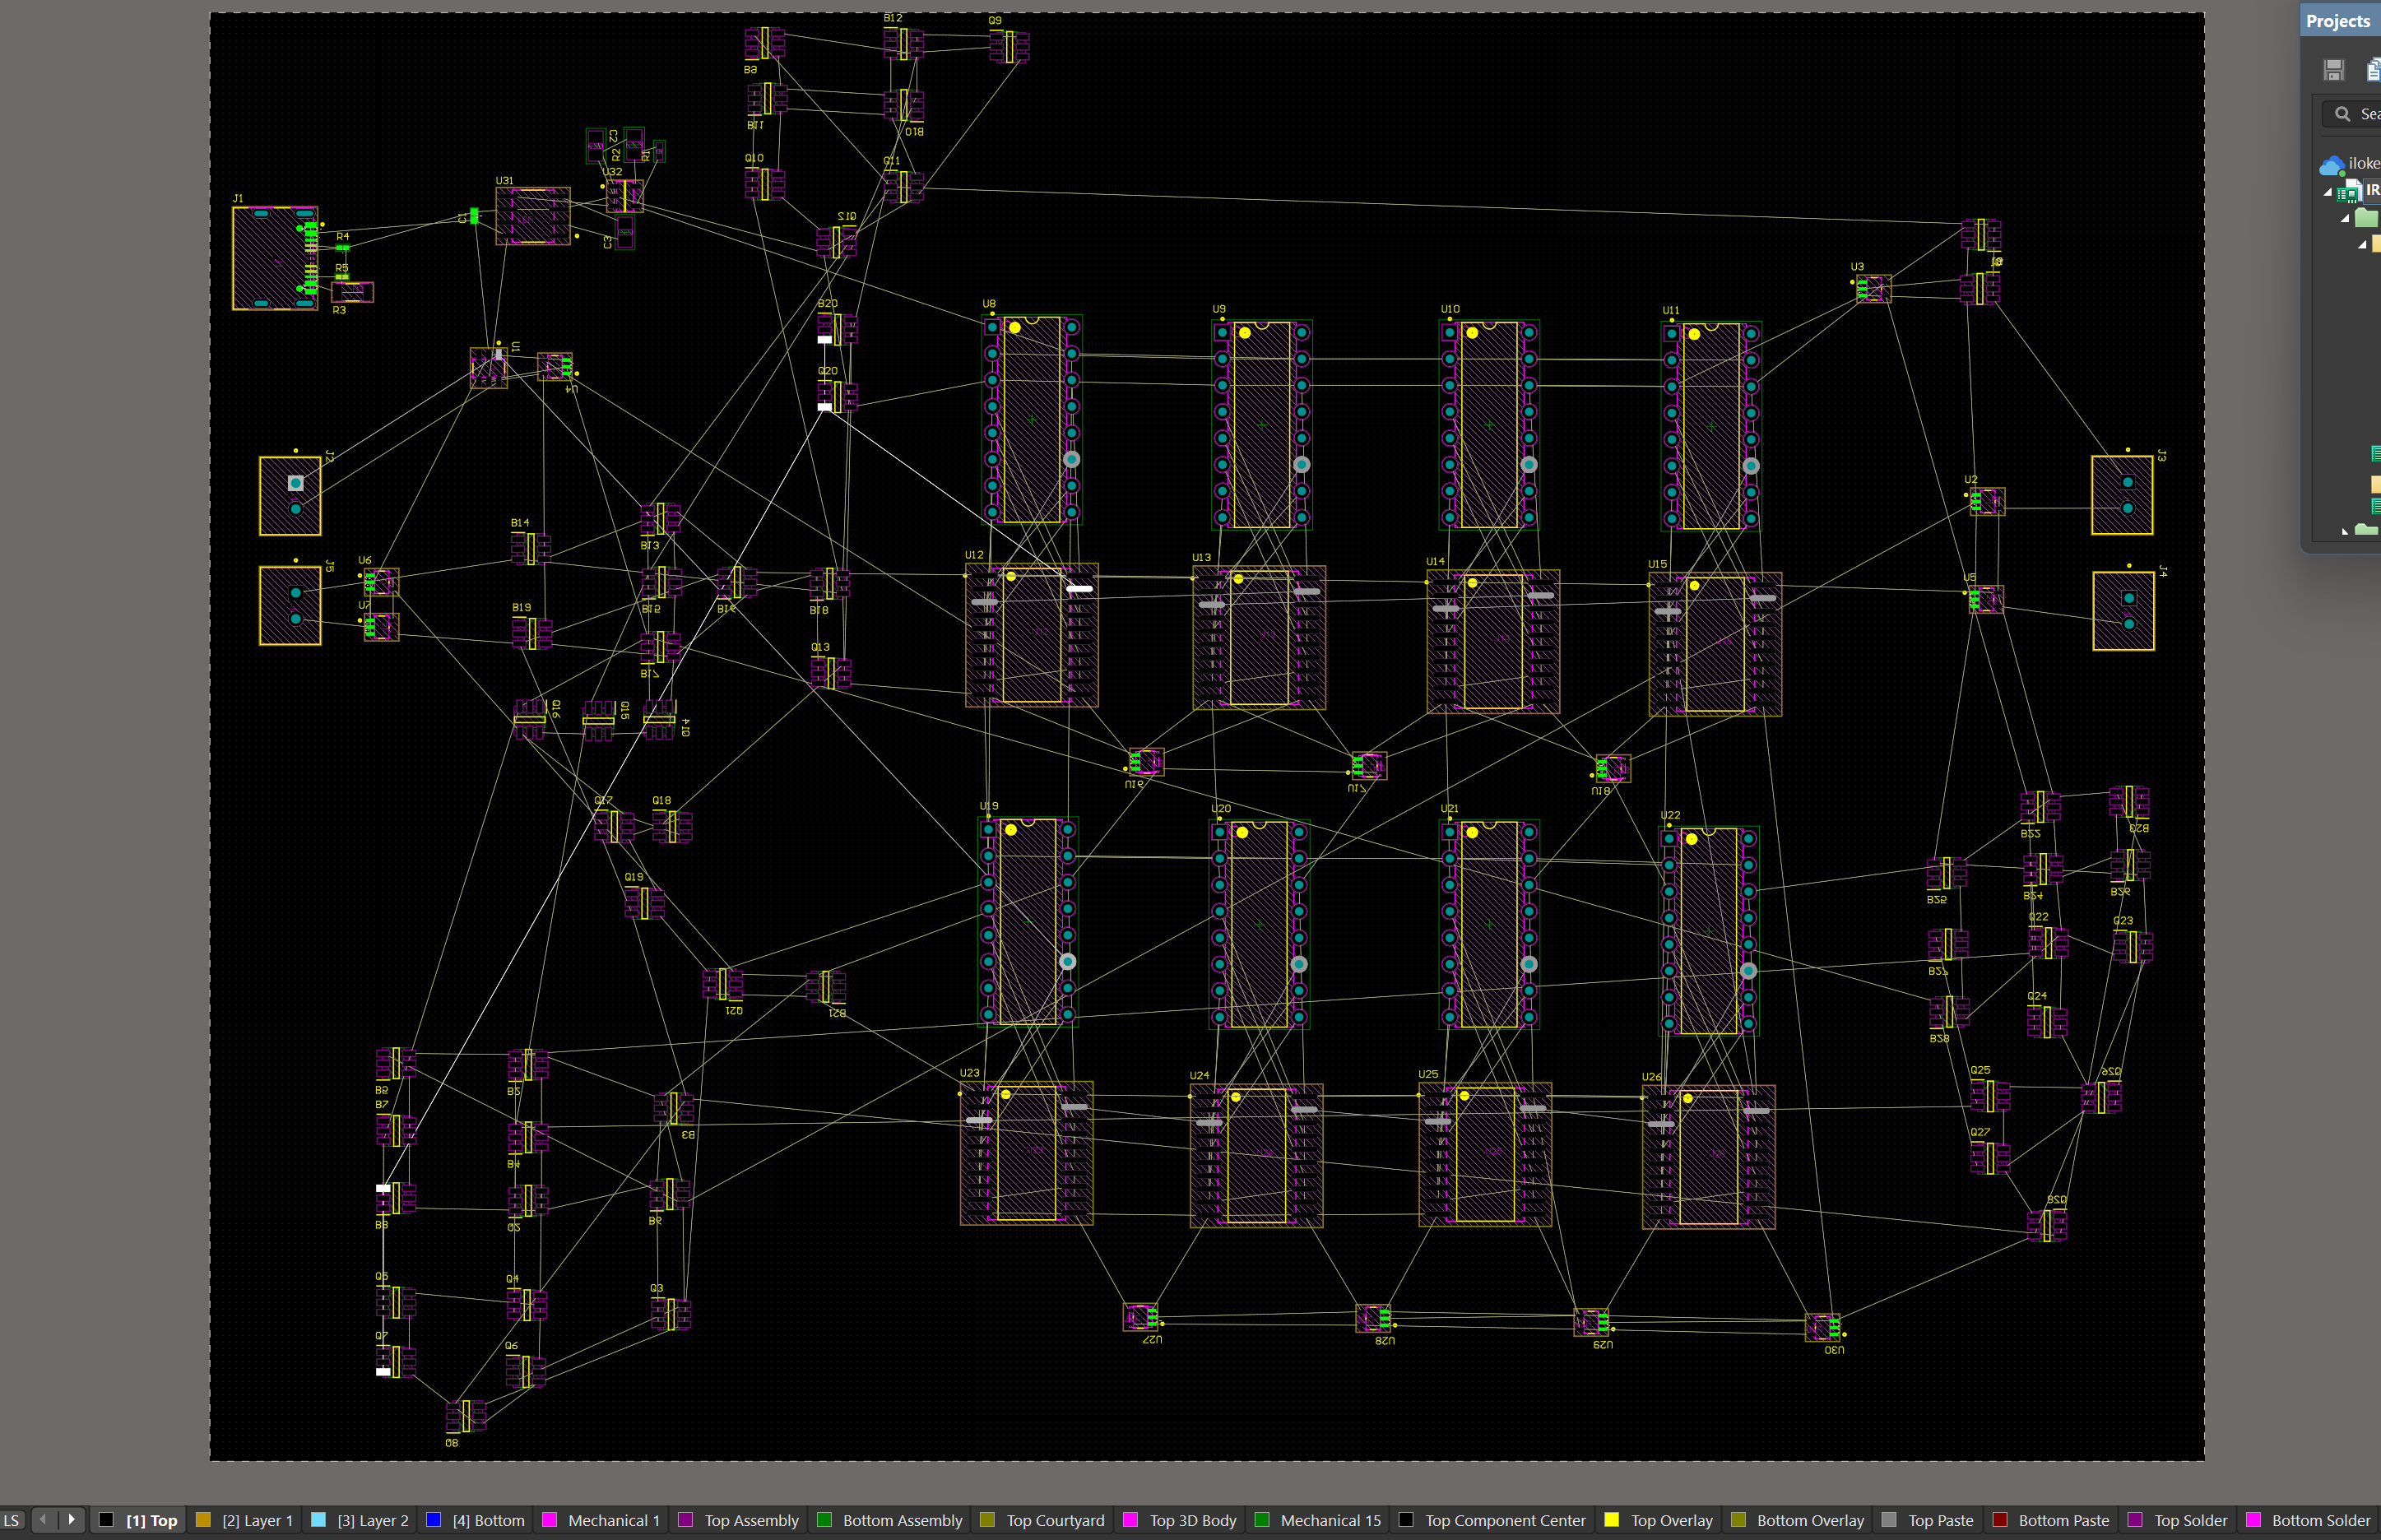 Projects
Sea
iloke
IR
B12
Q9
B9
B11
B10
Q10
Q11
C2
R2
R1
U32
U31
J1
C1
R4
C3
Q12
R5
R3
U3
B20
U8
U9
U10
U11
U1
U4
Q20
J2
J3
U2
B14
B13
J5
U6
U12
U13
U14
U15
U5
J4
U7
B19
B15
B16
B18
B17
Q13
Q16
Q15
Q14
U16
U17
U18
Q17
Q18
U19
U20
U21
U22
B22
B23
Q19
B25
B24
B26
Q22
Q23
B27
Q21
B21
Q24
B28
B5
B2
U23
U24
U25
U26
Q25
Q26
B7
B3
Q27
B4
B8
Q2
B6
Q28
Q5
Q4
Q3
U27
U28
U29
U30
Q7
Q6
Q8
LS
[1] Top
[2] Layer 1
[3] Layer 2
[4] Bottom
Mechanical 1
Top Assembly
Bottom Assembly
Top Courtyard
Top 3D Body
Mechanical 15
Top Component Center
Top Overlay
Bottom Overlay
Top Paste
Bottom Paste
Top Solder
Bottom Solder